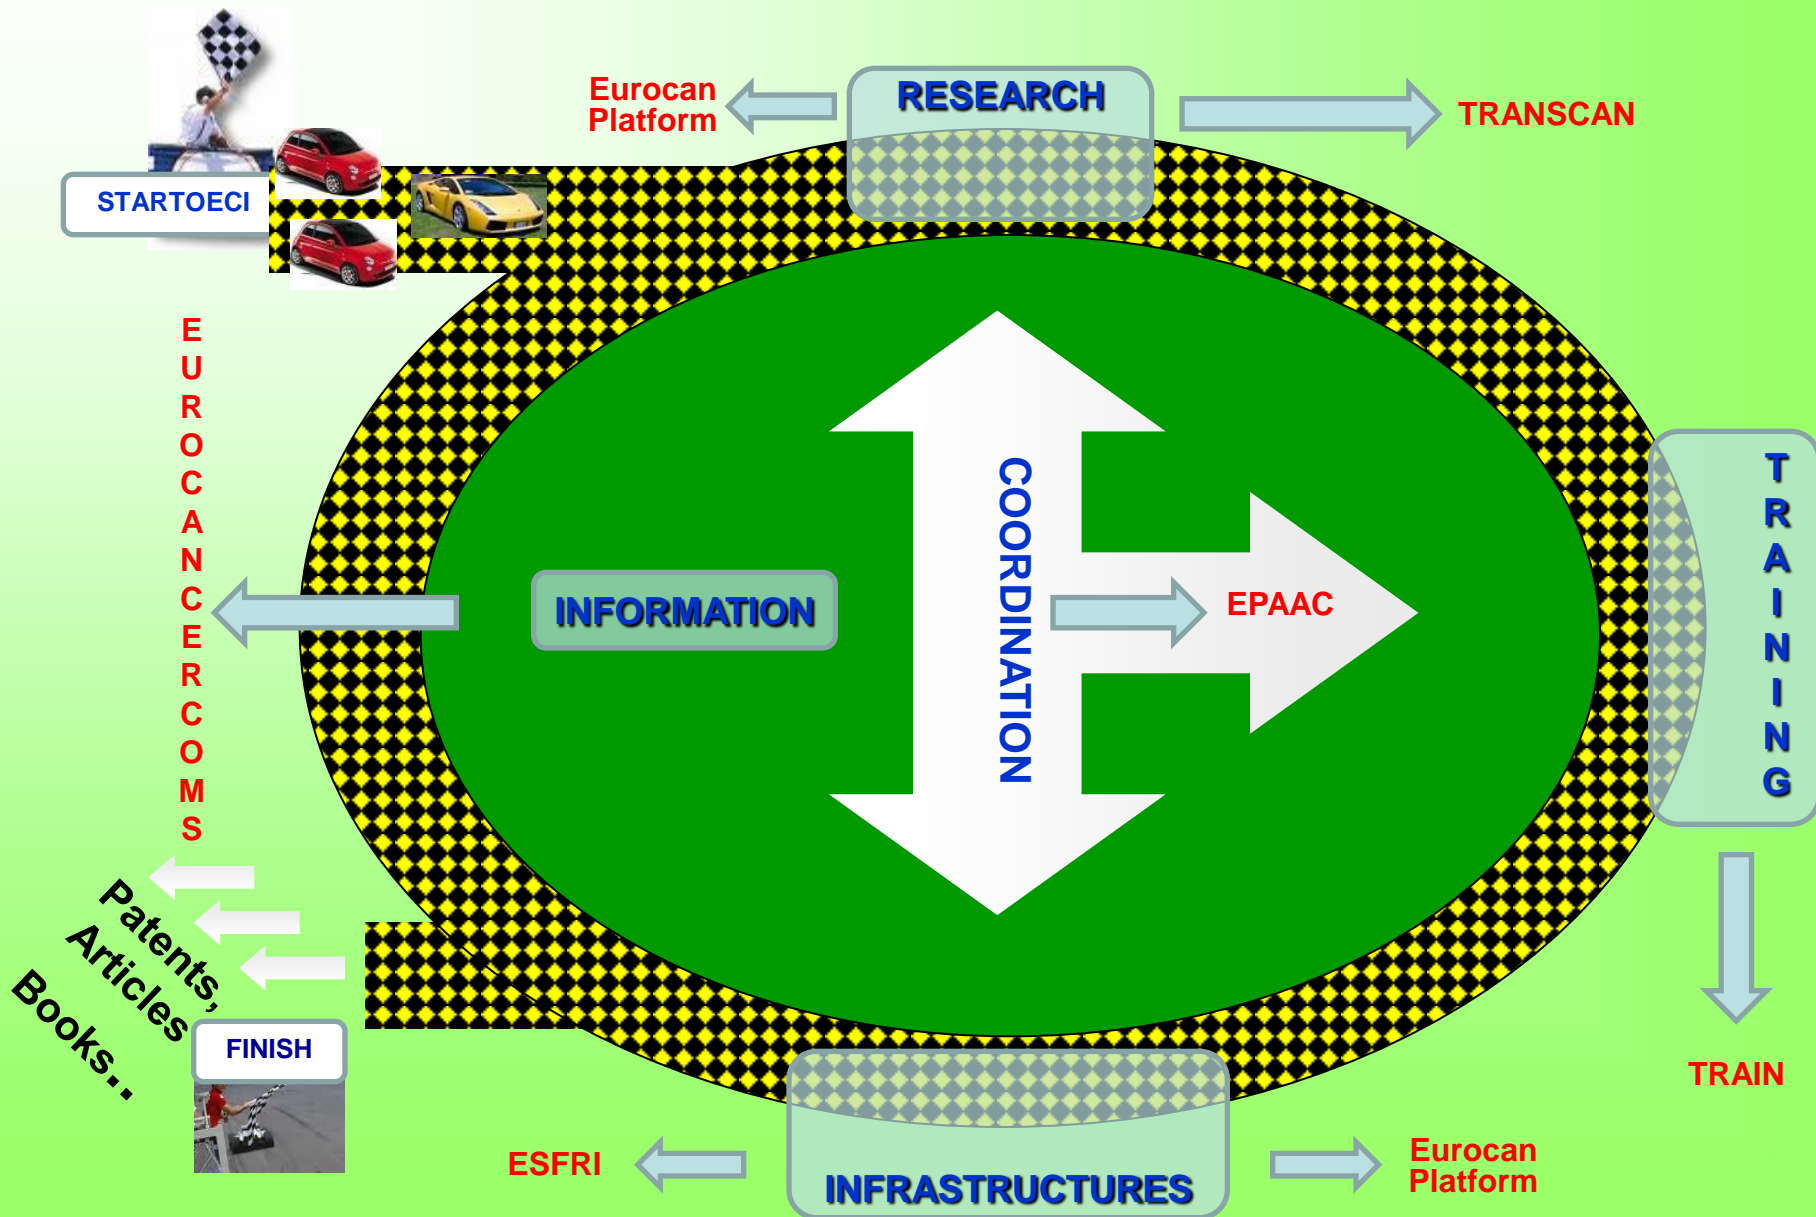 Eurocan
Platform
RESEARCH
TRANSCAN
STARTOECI
EUROCANCERCOMS
COORDINATION
TRAINING
INFORMATION
EPAAC
Patents,
Articles
Books..
FINISH
TRAIN
ESFRI
INFRASTRUCTURES
Eurocan
Platform